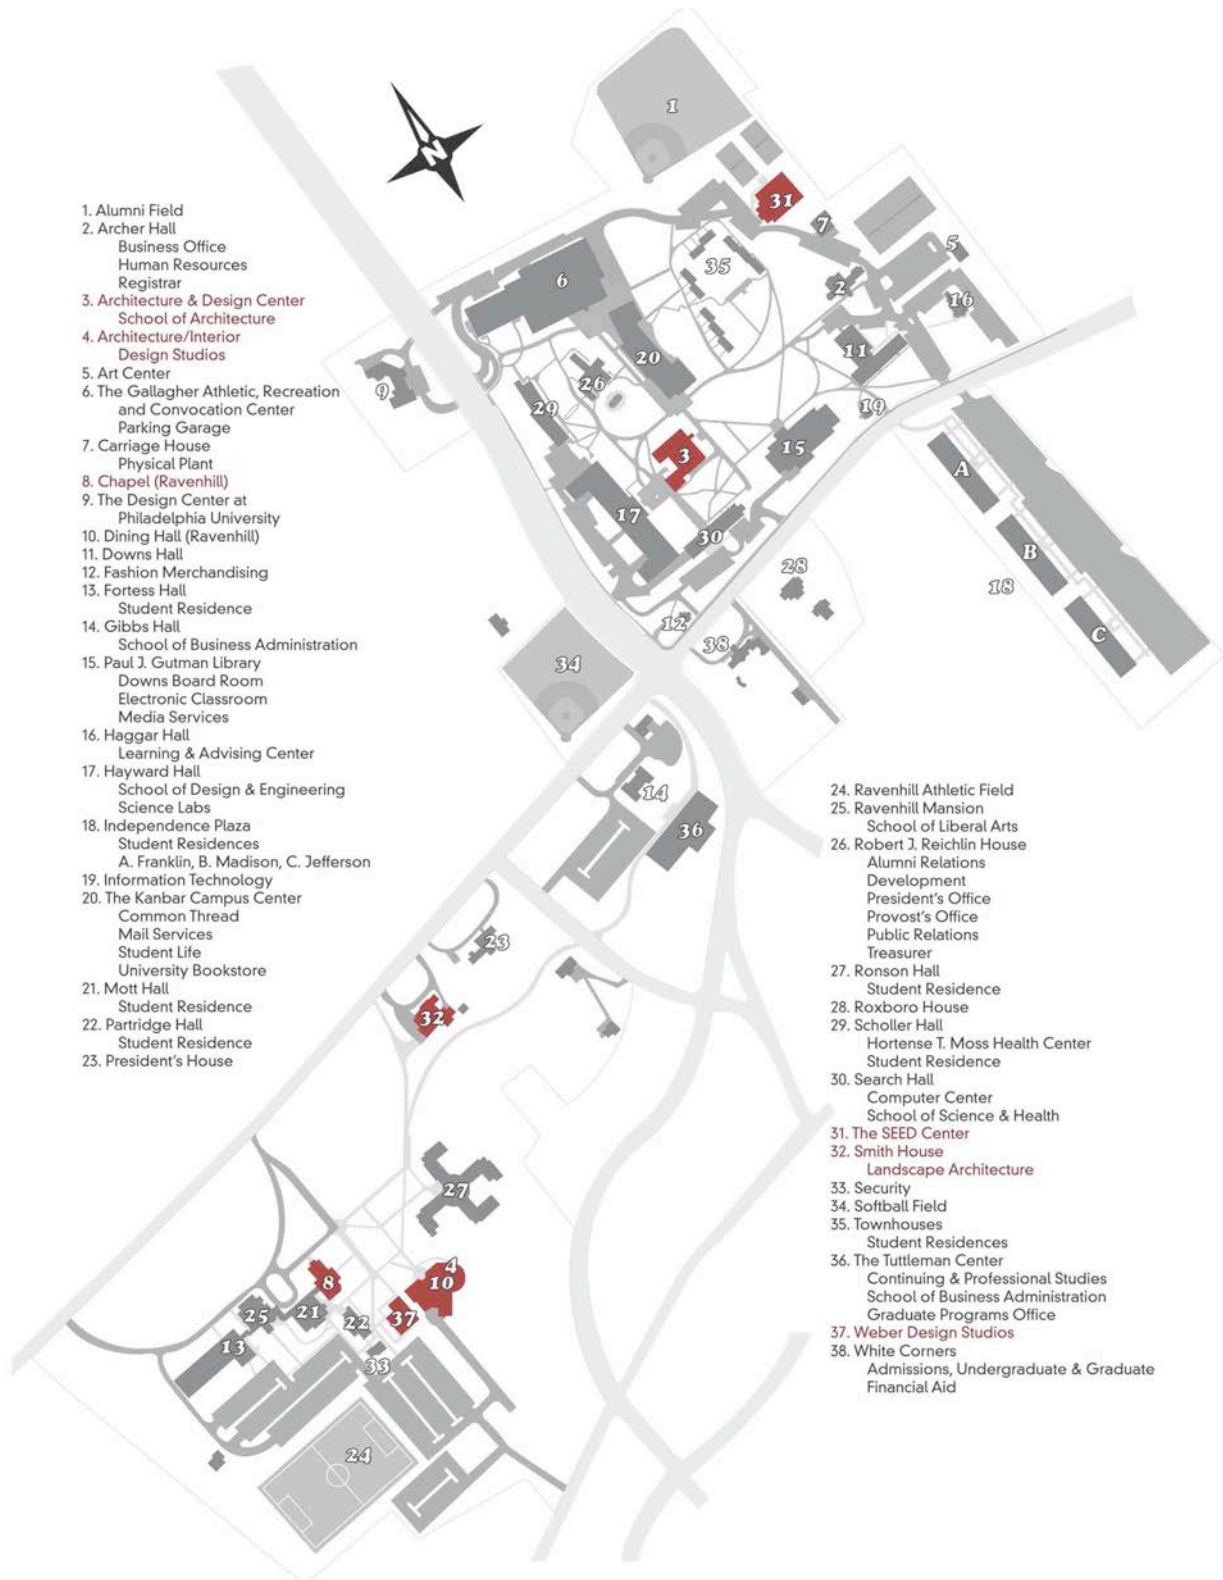 1. Alumni Field
2. Archer Hall
Business Office
Human Resources
Registrar
3. Architecture & Design Center
School of Architecture
4. Architecture/Interior
Design Studios
5. Art Center
6. The Gallagher Athletic, Recreation
and Convocation Center
Parking Garage
7. Carriage House
Physical Plant
8. Chapel (Ravenhill)
9. The Design Center at
Philadelphia University
10. Dining Hall (Ravenhill)
11. Downs Hall
12. Fashion Merchandising
13. Fortess Hall
Student Residence
14. Gibbs Hall
School of Business Administration
15. Paul J. Gutman Library
Downs Board Room
Electronic Classroom
Media Services
16. Haggar Hall
Learning & Advising Center
17. Hayward Hall
School of Design & Engineering
Science Labs
18. Independence Plaza
Student Residences
A. Franklin, B. Madison, C. Jefferson
19. Information Technology
20. The Kanbar Campus Center
Common Thread
Mail Services
Student Life
University Bookstore
21. Mott Hall
Student Residence
22. Partridge Hall
Student Residence
23. President's House
24. Ravenhill Athletic Field
25. Ravenhill Mansion
School of Liberal Arts
26. Robert J. Reichlin House
Alumni Relations
Development
President's Office
Provost's Office
Public Relations
Treasurer
27. Ronson Hall
Student Residence
28. Roxboro House
29. Scholler Hall
Hortense T. Moss Health Center
Student Residence
30. Search Hall
Computer Center
School of Science & Health
31. The SEED Center
32. Smith House
Landscape Architecture
33. Security
34. Softball Field
35. Townhouses
Student Residences
36. The Tuttleman Center
Continuing & Professional Studies
School of Business Administration
Graduate Programs Office
37. Weber Design Studios
38. White Corners
Admissions, Undergraduate & Graduate
Financial Aid
N
1
31
7
5
35
6
2
16
20
11
26
9
29
19
3
15
A
17
30
B
28
18
12
38
C
34
14
36
23
32
27
4
10
8
25
21
37
22
13
33
24